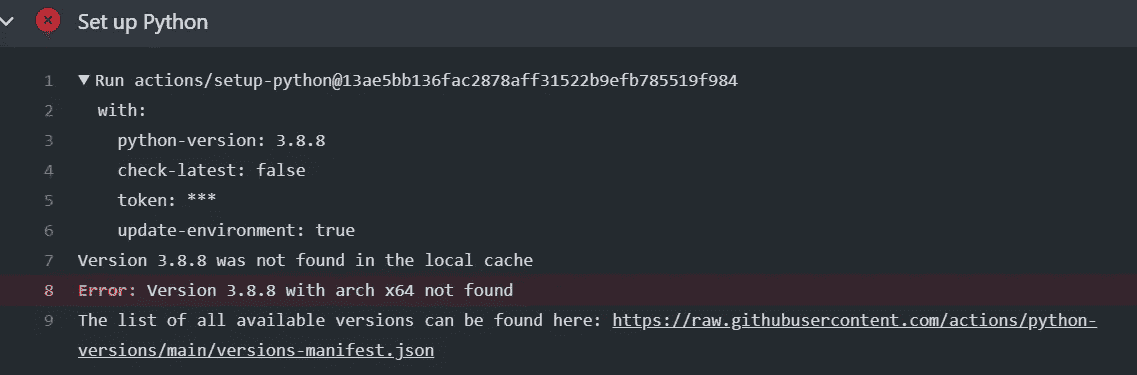 Set up Python
1 ▼ Run actions/setup-python@13ae5bb136fac2878aff31522b9efb785519f984
2 with:
3 python-version: 3.8.8
4 check-latest: false
5 token: ***
6 update-environment: true
7 Version 3.8.8 was not found in the local cache
8 Error: Version 3.8.8 with arch x64 not found
9 The list of all available versions can be found here: https://raw.githubusercontent.com/actions/python-
versions/main/versions-manifest.json